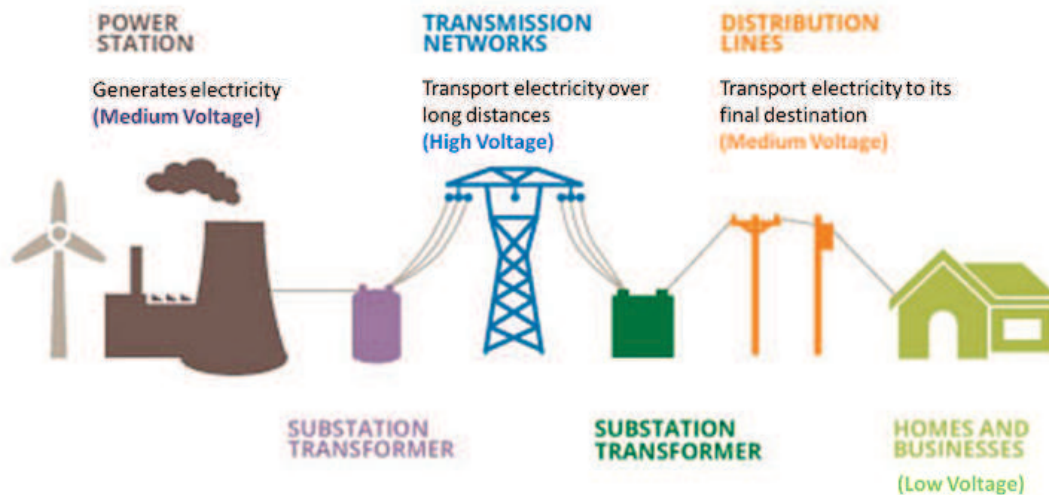 POWER
STATION
Generates electricity
(Medium Voltage)
TRANSMISSION
NETWORKS
Transport electricity over
long distances
(High Voltage)
DISTRIBUTION
LINES
Transport electricity to its
final destination
(Medium Voltage)
SUBSTATION
TRANSFORMER
SUBSTATION
TRANSFORMER
HOMES AND
BUSINESSES
(Low Voltage)